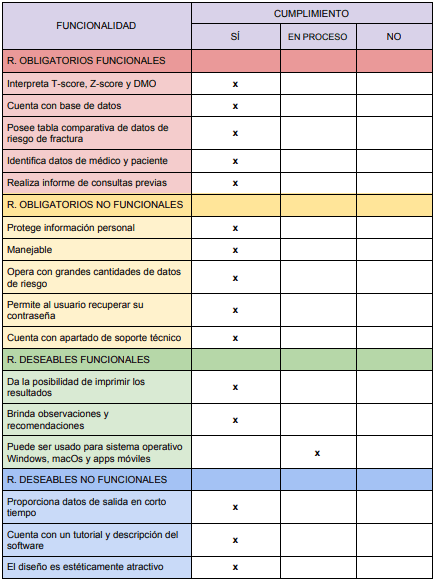 FUNCIONALIDAD
CUMPLIMIENTO
SÍ
EN PROCESO
NO
R. OBLIGATORIOS FUNCIONALES
Interpreta T-score, Z-score y DMO
x
Cuenta con base de datos
x
Posee tabla comparativa de datos de
riesgo de fractura
x
Identifica datos de médico y paciente
x
Realiza informe de consultas previas
x
R. OBLIGATORIOS NO FUNCIONALES
Protege información personal
x
Manejable
x
Opera con grandes cantidades de datos
de riesgo
x
Permite al usuario recuperar su
contraseña
x
Cuenta con apartado de soporte técnico
x
R. DESEABLES FUNCIONALES
Da la posibilidad de imprimir los
resultados
x
Brinda observaciones y
recomendaciones
x
Puede ser usado para sistema operativo
Windows, macOs y apps móviles
x
R. DESEABLES NO FUNCIONALES
Proporciona datos de salida en corto
tiempo
x
Cuenta con un tutorial y descripción del
software
x
El diseño es estéticamente atractivo
x